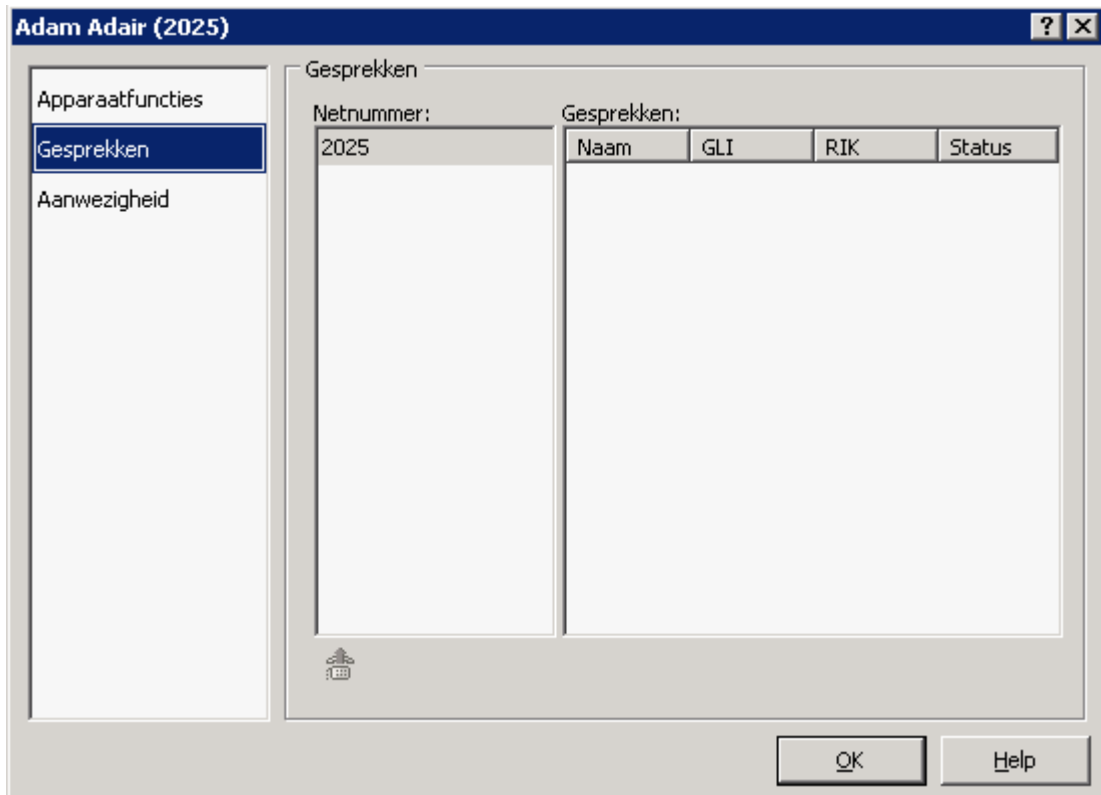 Adam Adair (2025)
Apparaatfuncties
Gesprekken
Aanwezigheid
Gesprekken
Netnummer:
2025
Gesprekken:
Naam GLI RIK Status
OK Help